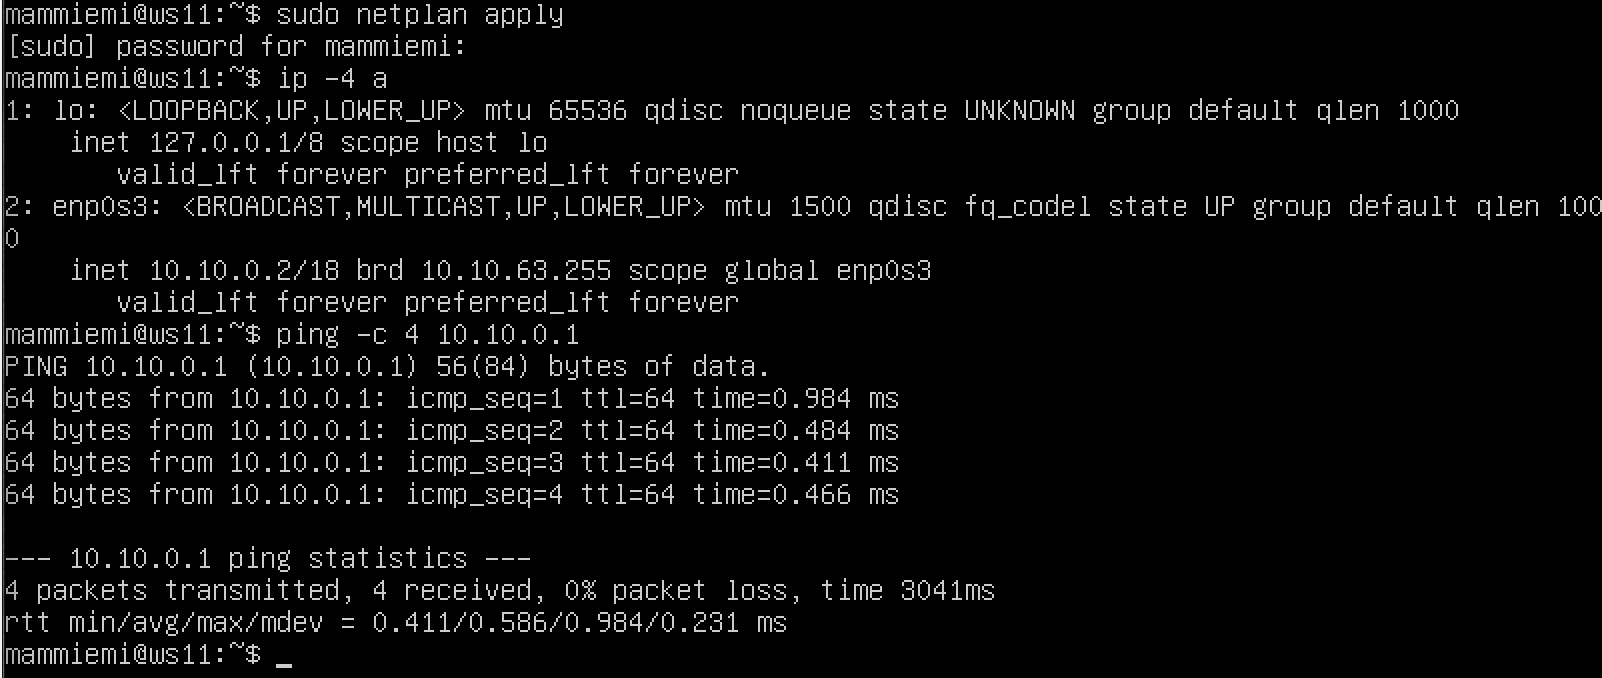 mammiemi@ws11:~$ sudo netplan apply
[sudo] password for mammiemi:
mammiemi@ws11:~$ ip -4 a
1: lo: <LOOPBACK,UP,LOWER_UP> mtu 65536 qdisc noqueue state UNKNOWN group default qlen 1000
    inet 127.0.0.1/8 scope host lo
       valid_lft forever preferred_lft forever
2: enp0s3: <BROADCAST,MULTICAST,UP,LOWER_UP> mtu 1500 qdisc fq_codel state UP group default qlen 100
0
    inet 10.10.0.2/18 brd 10.10.63.255 scope global enp0s3
       valid_lft forever preferred_lft forever
mammiemi@ws11:~$ ping -c 4 10.10.0.1
PING 10.10.0.1 (10.10.0.1) 56(84) bytes of data.
64 bytes from 10.10.0.1: icmp_seq=1 ttl=64 time=0.984 ms
64 bytes from 10.10.0.1: icmp_seq=2 ttl=64 time=0.484 ms
64 bytes from 10.10.0.1: icmp_seq=3 ttl=64 time=0.411 ms
64 bytes from 10.10.0.1: icmp_seq=4 ttl=64 time=0.466 ms

--- 10.10.0.1 ping statistics ---
4 packets transmitted, 4 received, 0% packet loss, time 3041ms
rtt min/avg/max/mdev = 0.411/0.586/0.984/0.231 ms
mammiemi@ws11:~$ _